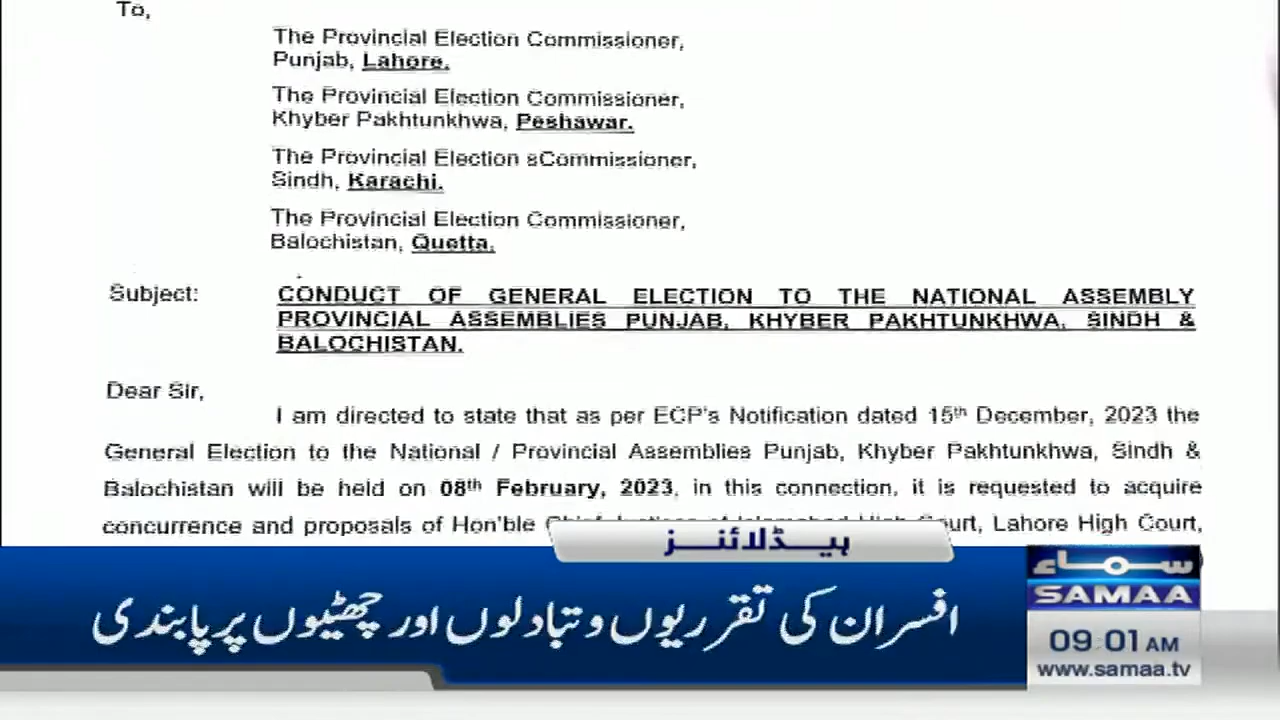 To,
The Provincial Election Commissioner,
Punjab, Lahore.
The Provincial Election Commissioner,
Khyber Pakhtunkhwa, Peshawar.
The Provincial Election sCommissioner,
Sindh, Karachi.
The Provincial Election Commissioner,
Balochistan, Quetta.
Subject: CONDUCT OF GENERAL ELECTION TO THE NATIONAL ASSEMBLY
PROVINCIAL ASSEMBLIES PUNJAB, KHYBER PAKHTUNKHWA, SINDH &
BALOCHISTAN.
Dear Sir,
I am directed to state that as per ECP's Notification dated 15th December, 2023 the
General Election to the National / Provincial Assemblies Punjab, Khyber Pakhtunkhwa, Sindh &
Balochistan will be held on 08th February, 2023, in this connection, it is requested to acquire
concurrence and proposals of Hon'ble Court, Lahore High Court,
ہیڈلائنز
افسران کی تقرریوں و تبادلوں اور چھٹیوں پر پابندی
سماء
SAMAA
09:01 AM
www.samaa.tv